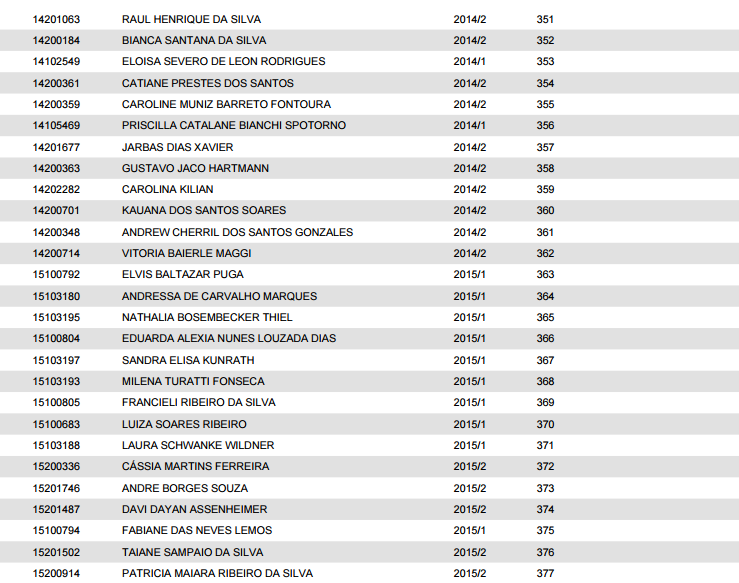 14201063 RAUL HENRIQUE DA SILVA 2014/2 351
14200184 BIANCA SANTANA DA SILVA 2014/2 352
14102549 ELOISA SEVERO DE LEON RODRIGUES 2014/1 353
14200361 CATIANE PRESTES DOS SANTOS 2014/2 354
14200359 CAROLINE MUNIZ BARRETO FONTOURA 2014/2 355
14105469 PRISCILLA CATALANE BIANCHI SPOTORNO 2014/1 356
14201677 JARBAS DIAS XAVIER 2014/2 357
14200363 GUSTAVO JACO HARTMANN 2014/2 358
14202282 CAROLINA KILIAN 2014/2 359
14200701 KAUANA DOS SANTOS SOARES 2014/2 360
14200348 ANDREW CHERRIL DOS SANTOS GONZALES 2014/2 361
14200714 VITORIA BAIERLE MAGGI 2014/2 362
15100792 ELVIS BALTAZAR PUGA 2015/1 363
15103180 ANDRESSA DE CARVALHO MARQUES 2015/1 364
15103195 NATHALIA BOSEMBECKER THIEL 2015/1 365
15100804 EDUARDA ALEXIA NUNES LOUZADA DIAS 2015/1 366
15103197 SANDRA ELISA KUNRATH 2015/1 367
15103193 MILENA TURATTI FONSECA 2015/1 368
15100805 FRANCIELI RIBEIRO DA SILVA 2015/1 369
15100683 LUIZA SOARES RIBEIRO 2015/1 370
15103188 LAURA SCHWANKE WILDNER 2015/1 371
15200336 CÁSSIA MARTINS FERREIRA 2015/2 372
15201746 ANDRE BORGES SOUZA 2015/2 373
15201487 DAVI DAYAN ASSENHEIMER 2015/2 374
15100794 FABIANE DAS NEVES LEMOS 2015/1 375
15201502 TAIANE SAMPAIO DA SILVA 2015/2 376
15200914 PATRICIA MAIARA RIBEIRO DA SILVA 2015/2 377